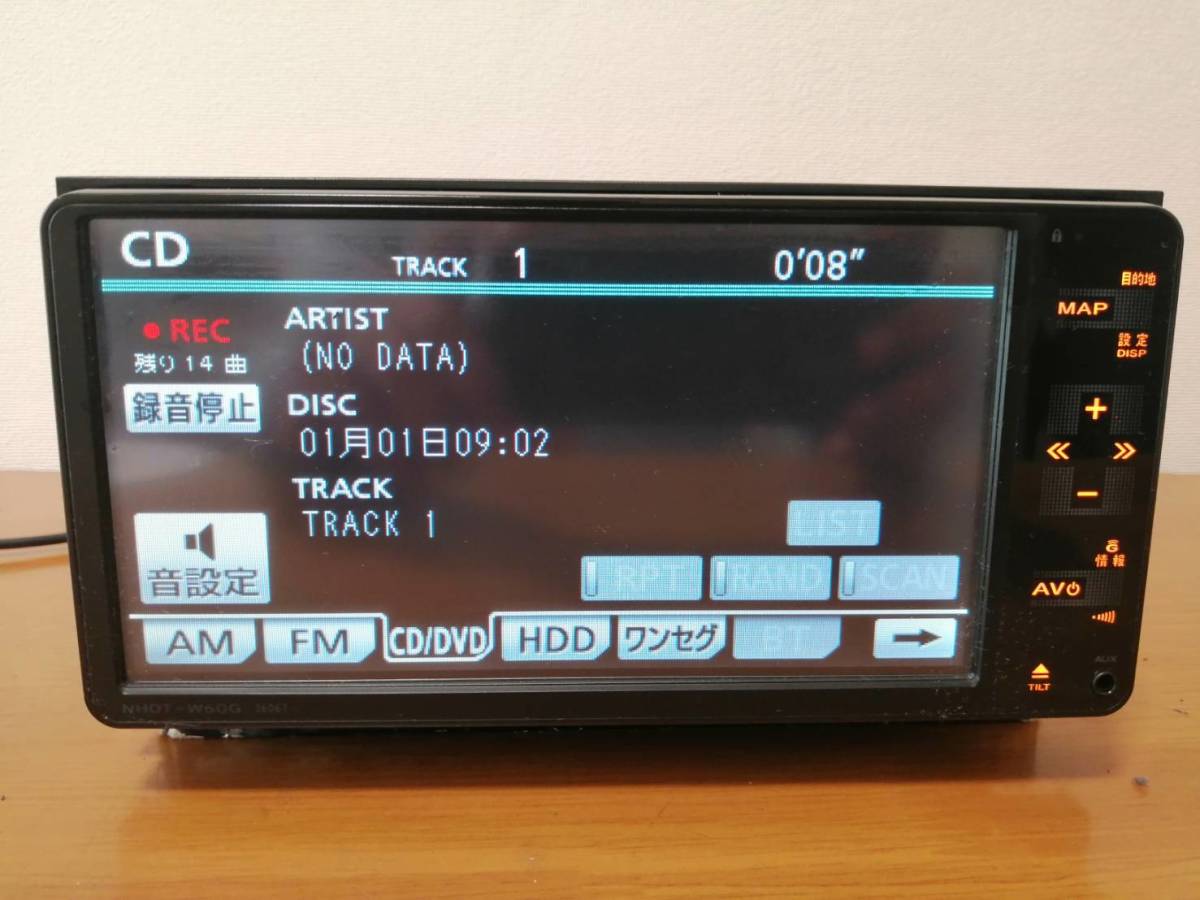 CD
TRACK 1 0'08"
● REC
残り 14 曲
録音停止
ARTIST
(NO DATA)
DISC
01月01日09:02
TRACK
TRACK 1
LIST
音設定
RPT RAND SCAN
AM FM CD/DVD HDD ワンセグ BT →
目的地
MAP
設定
DISP
+
« »
−
G
情報
AV
TILT
AUX
NHDT-W60G